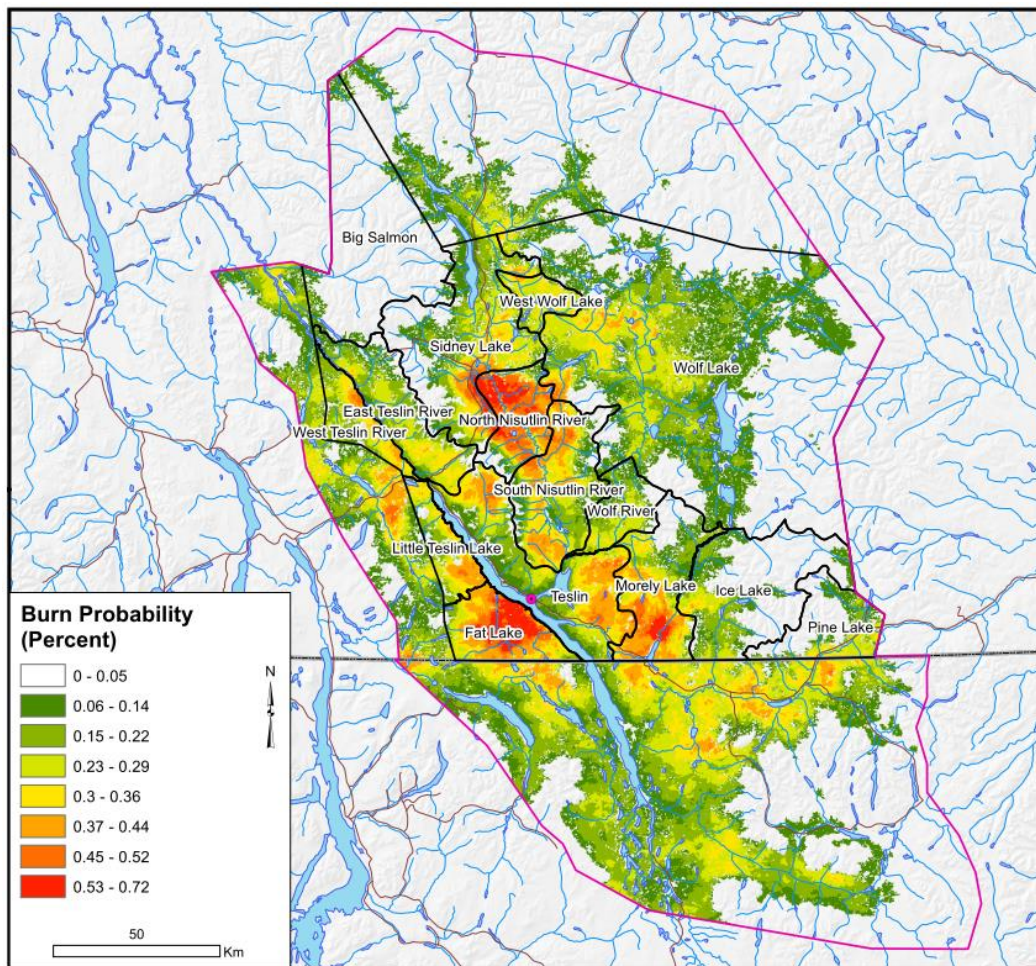 Big Salmon
West Wolf Lake
Sidney Lake
Wolf Lake
East Teslin River
North Nisutlin River
West Teslin River
South Nisutlin River
Wolf River
Little Teslin Lake
Morely Lake
Ice Lake
Teslin
Pine Lake
Fat Lake
Burn Probability
(Percent)
0 - 0.05
0.06 - 0.14
0.15 - 0.22
0.23 - 0.29
0.3 - 0.36
0.37 - 0.44
0.45 - 0.52
0.53 - 0.72
N
50
Km